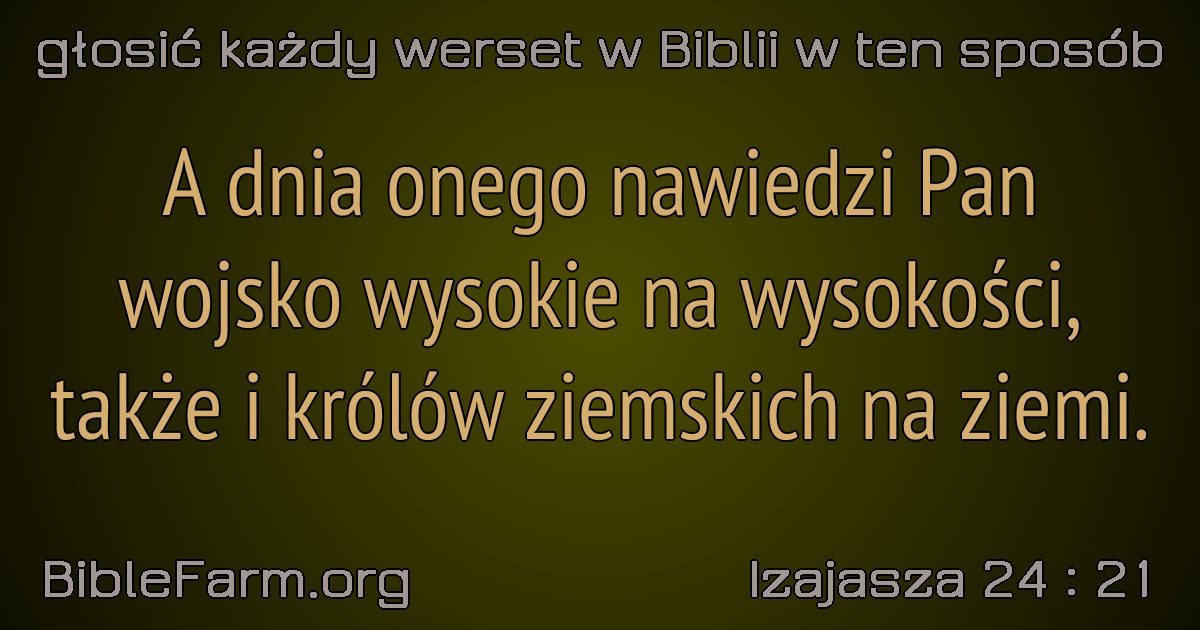 głosić każdy werset w Biblii w ten sposób
A dnia onego nawiedzi Pan
wojsko wysokie na wysokości,
także i królów ziemskich na ziemi.
BibleFarm.org
Izajasza 24 : 21